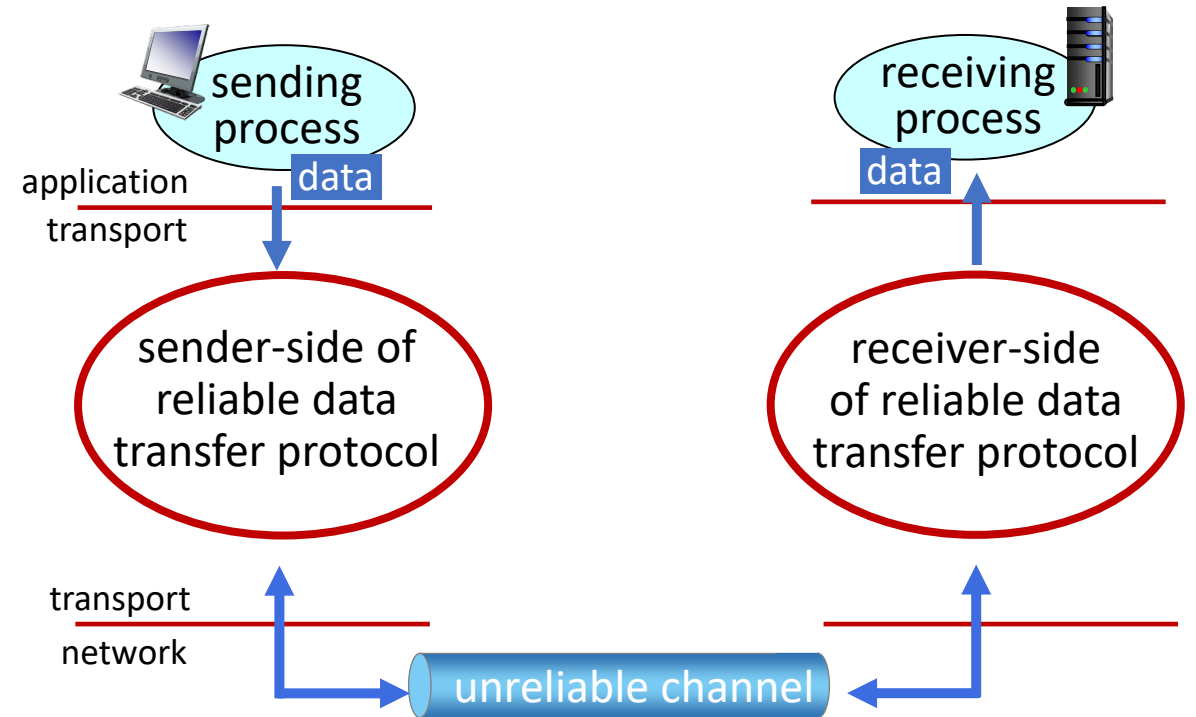 sending
process
data
application
transport
sender-side of
reliable data
transfer protocol
transport
network
receiving
process
data
receiver-side
of reliable data
transfer protocol
unreliable channel